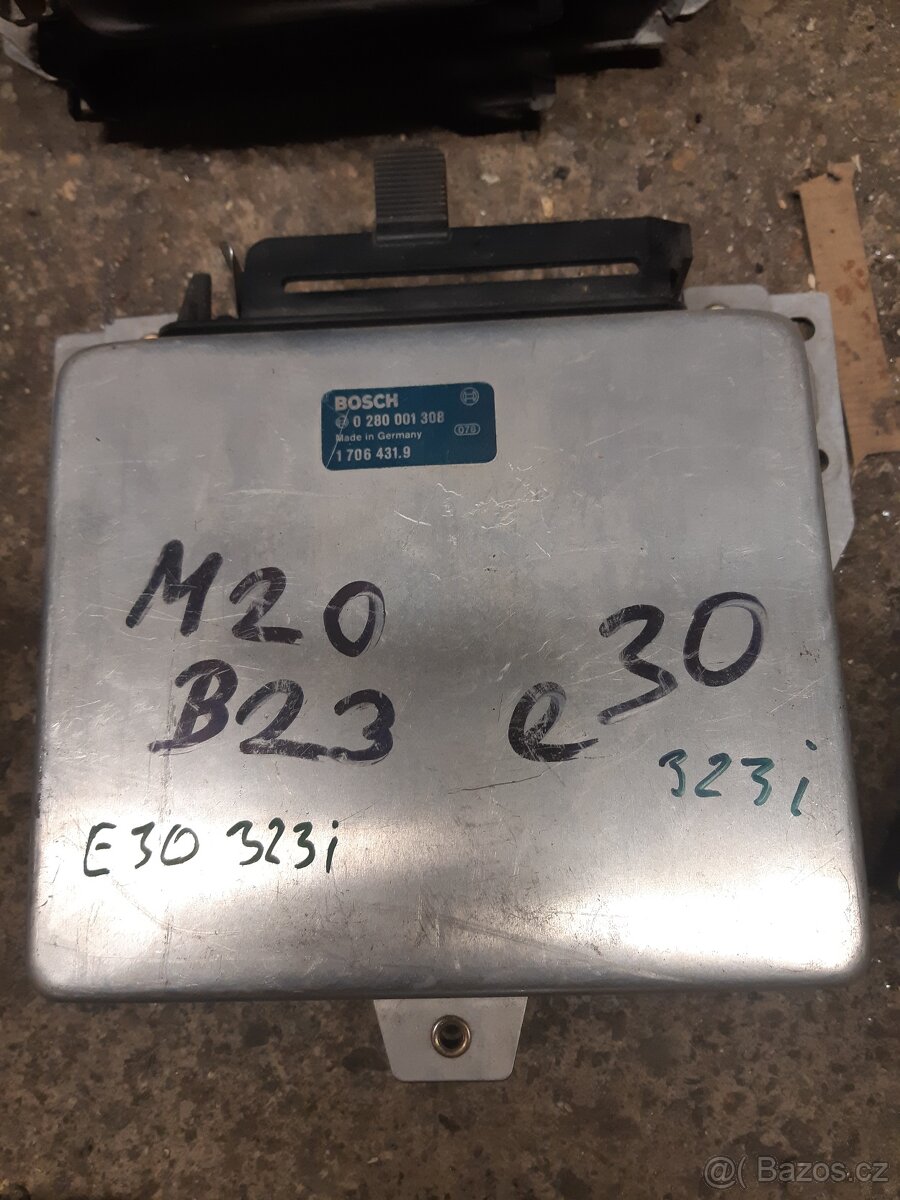 BOSCH
0 280 001 308
Made in Germany 078
1 706 431.9
M20
B23
e30
323i
E30 323i
@( Bazos.cz